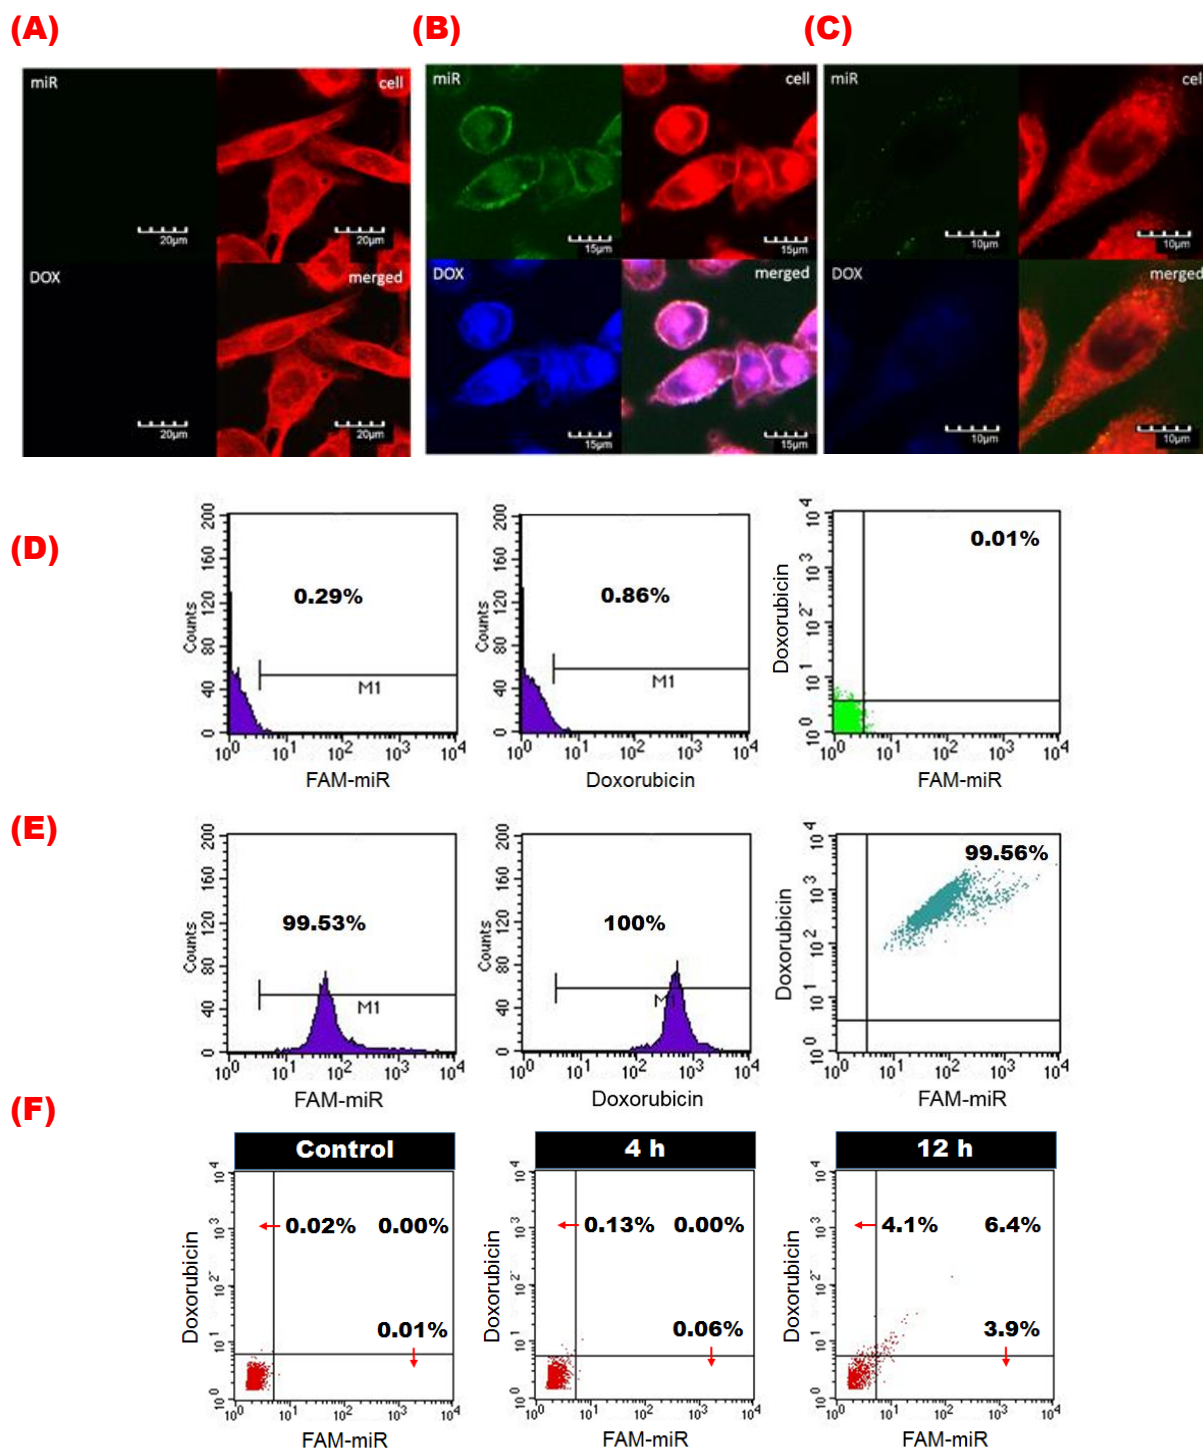 (A)
(B)
(C)
miR
cell
miR
cell
miR
cell
20μm
20μm
15μm
15μm
10μm
10μm
DOX
merged
DOX
merged
DOX
merged
20μm
20μm
15μm
15μm
10μm
10μm
(D)
200
160
120
80
40
0
Counts
0.29%
M1
10⁰ 10¹ 10² 10³ 10⁴
FAM-miR
200
160
120
80
40
0
Counts
0.86%
M1
10⁰ 10¹ 10² 10³ 10⁴
Doxorubicin
10⁴
10³
10²
10¹
10⁰
Doxorubicin
0.01%
10⁰ 10¹ 10² 10³ 10⁴
FAM-miR
(E)
200
160
120
80
40
0
Counts
99.53%
M1
10⁰ 10¹ 10² 10³ 10⁴
FAM-miR
200
160
120
80
40
0
Counts
100%
10⁰ 10¹ 10² 10³ 10⁴
Doxorubicin
10⁴
10³
10²
10¹
10⁰
Doxorubicin
99.56%
10⁰ 10¹ 10² 10³ 10⁴
FAM-miR
(F)
Control
10⁴
10³
10²
10¹
10⁰
Doxorubicin
0.02% 0.00%
0.01%
10⁰ 10¹ 10² 10³ 10⁴
FAM-miR
4 h
10⁴
10³
10²
10¹
10⁰
Doxorubicin
0.13% 0.00%
0.06%
10⁰ 10¹ 10² 10³ 10⁴
FAM-miR
12 h
10⁴
10³
10²
10¹
10⁰
Doxorubicin
4.1% 6.4%
3.9%
10⁰ 10¹ 10² 10³ 10⁴
FAM-miR